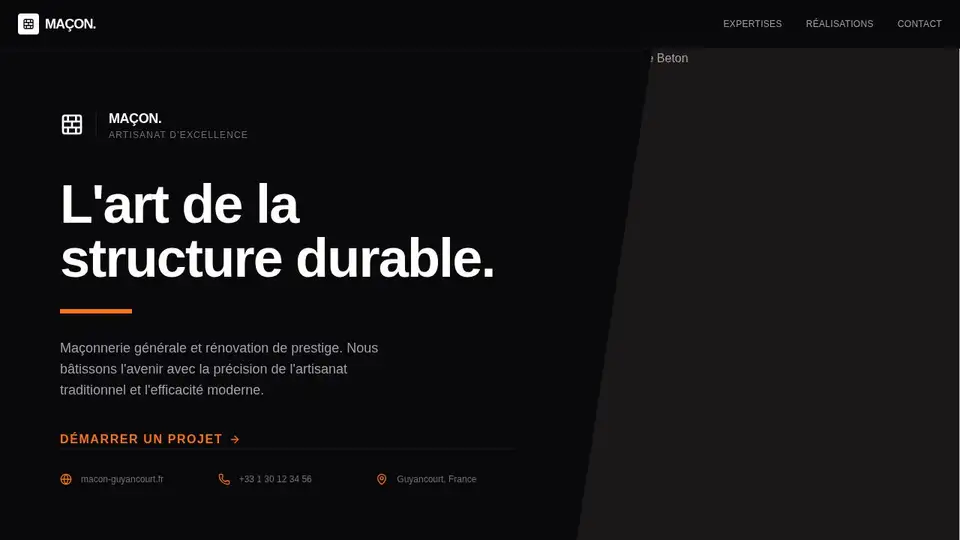 MAÇON.
EXPERTISES
RÉALISATIONS
CONTACT
Beton
MAÇON.
ARTISANAT D'EXCELLENCE
L'art de la
structure durable.
Maçonnerie générale et rénovation de prestige. Nous
bâtissons l'avenir avec la précision de l'artisanat
traditionnel et l'efficacité moderne.
DÉMARRER UN PROJET
macon-guyancourt.fr
+33 1 30 12 34 56
Guyancourt, France